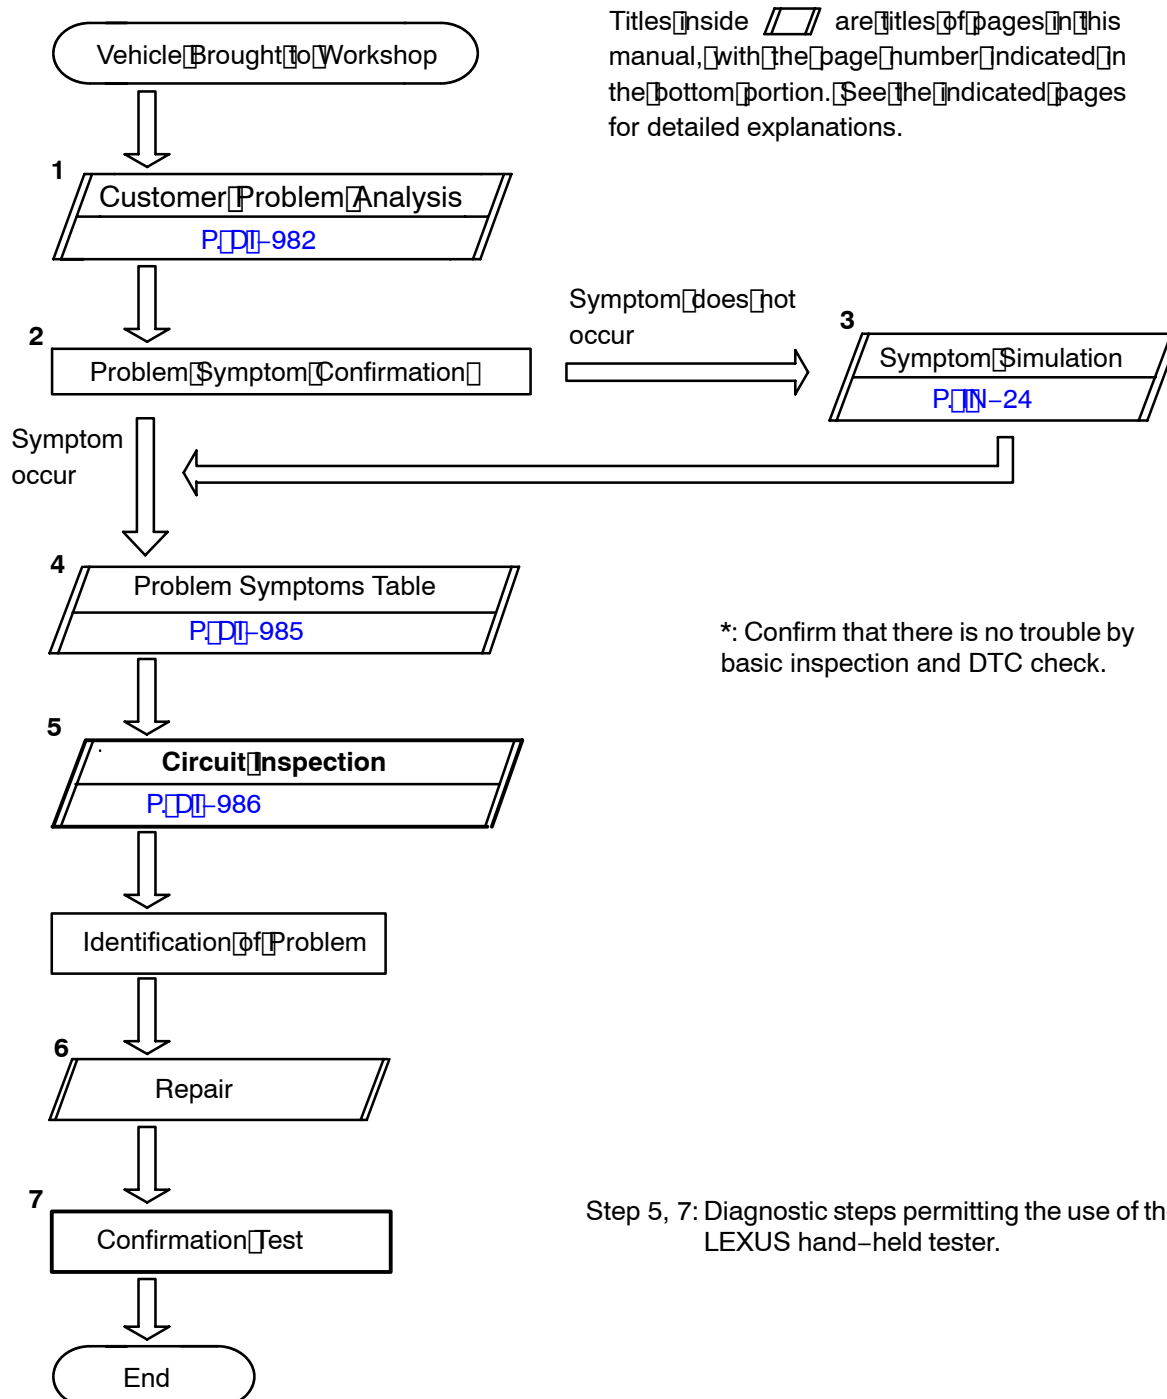 Vehicle Brought to Workshop
Titles inside are titles of pages in this
manual, with the page number indicated in
the bottom portion. See the indicated pages
for detailed explanations.
1
Customer Problem Analysis
P. DI–982
2
Problem Symptom Confirmation
Symptom does not
occur
3
Symptom Simulation
P. IN–24
Symptom
occur
4
Problem Symptoms Table
P. DI–985
*: Confirm that there is no trouble by
basic inspection and DTC check.
5
Circuit Inspection
P. DI–986
Identification of Problem
6
Repair
7
Confirmation Test
Step 5, 7: Diagnostic steps permitting the use of th
LEXUS hand–held tester.
End